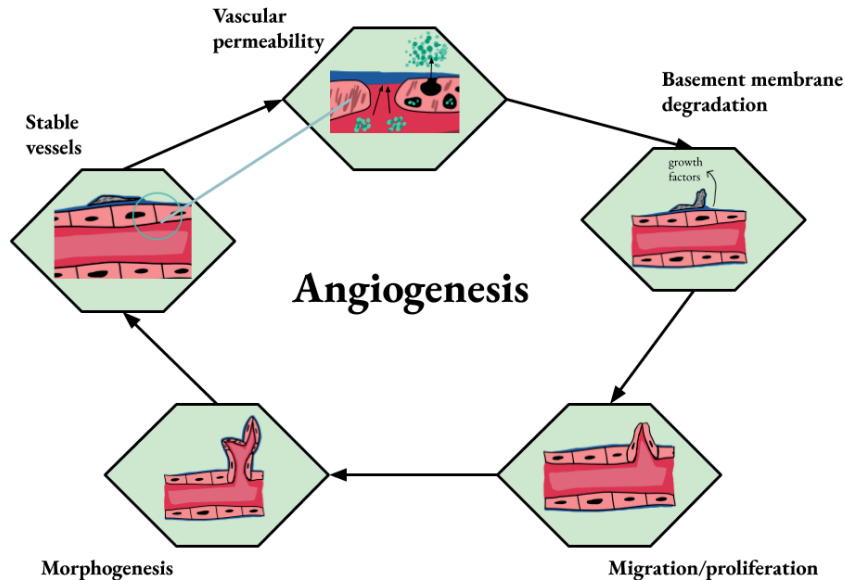 Vascular
permeability
Basement membrane
degradation
Stable
vessels
growth
factors
Angiogenesis
Morphogenesis
Migration/proliferation